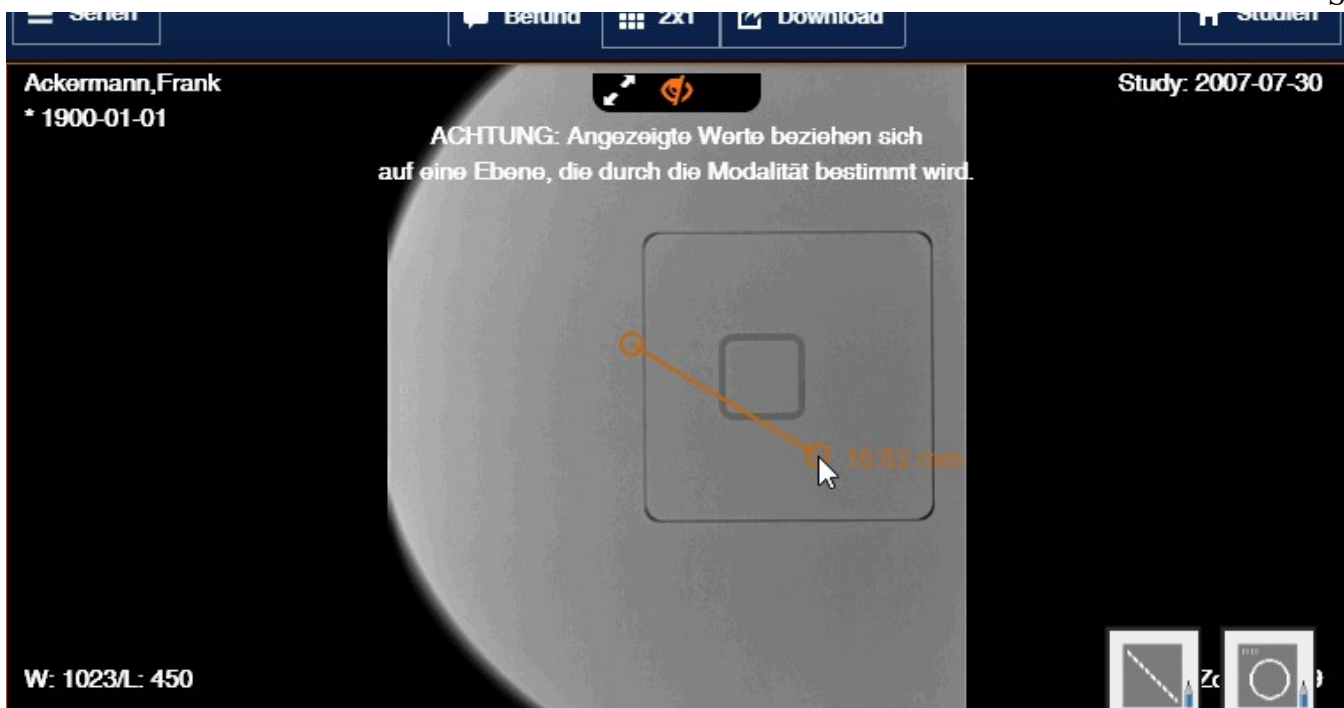 Serien
Befund
2x1
Download
Studien
Ackermann,Frank
* 1900-01-01
Study: 2007-07-30
ACHTUNG: Angezeigte Werte beziehen sich
auf eine Ebene, die durch die Modalität bestimmt wird.
mm
W: 1023/L: 450